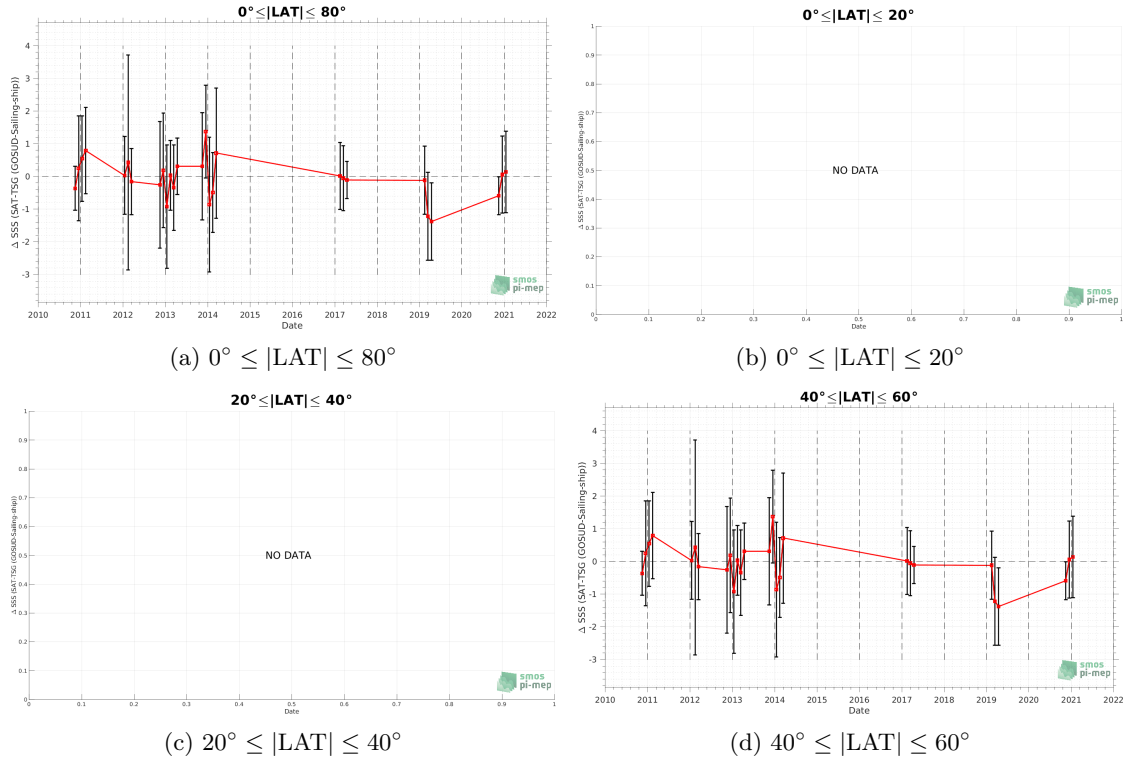 0°≤|LAT|≤ 80°
Δ SSS (SAT-TSG (GOSUD-Sailing-ship))
4
3
2
1
0
-1
-2
-3
2010 2011 2012 2013 2014 2015 2016 2017 2018 2019 2020 2021 2022
Date
smos
pi-mep
(a) 0° ≤ |LAT| ≤ 80°
0°≤|LAT|≤ 20°
Δ SSS (SAT-TSG (GOSUD-Sailing-ship))
1
0.9
0.8
0.7
0.6
0.5
0.4
0.3
0.2
0.1
0
NO DATA
0 0.1 0.2 0.3 0.4 0.5 0.6 0.7 0.8 0.9 1
Date
smos
pi-mep
(b) 0° ≤ |LAT| ≤ 20°
20°≤|LAT|≤ 40°
Δ SSS (SAT-TSG (GOSUD-Sailing-ship))
1
0.9
0.8
0.7
0.6
0.5
0.4
0.3
0.2
0.1
0
NO DATA
0 0.1 0.2 0.3 0.4 0.5 0.6 0.7 0.8 0.9 1
Date
smos
pi-mep
(c) 20° ≤ |LAT| ≤ 40°
40°≤|LAT|≤ 60°
Δ SSS (SAT-TSG (GOSUD-Sailing-ship))
4
3
2
1
0
-1
-2
-3
2010 2011 2012 2013 2014 2015 2016 2017 2018 2019 2020 2021 2022
Date
smos
pi-mep
(d) 40° ≤ |LAT| ≤ 60°